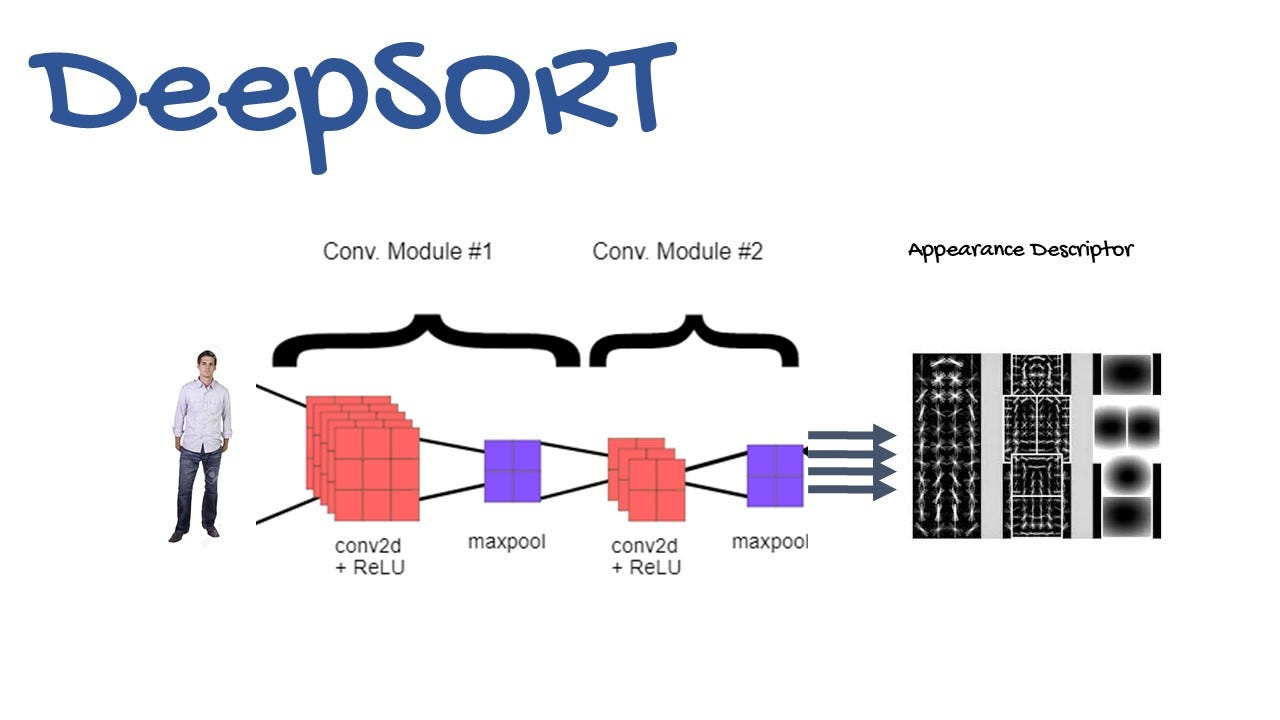 DeepSORT
Conv. Module #1
Conv. Module #2
Appearance Descriptor
conv2d
+ ReLU
maxpool
conv2d
+ ReLU
maxpool